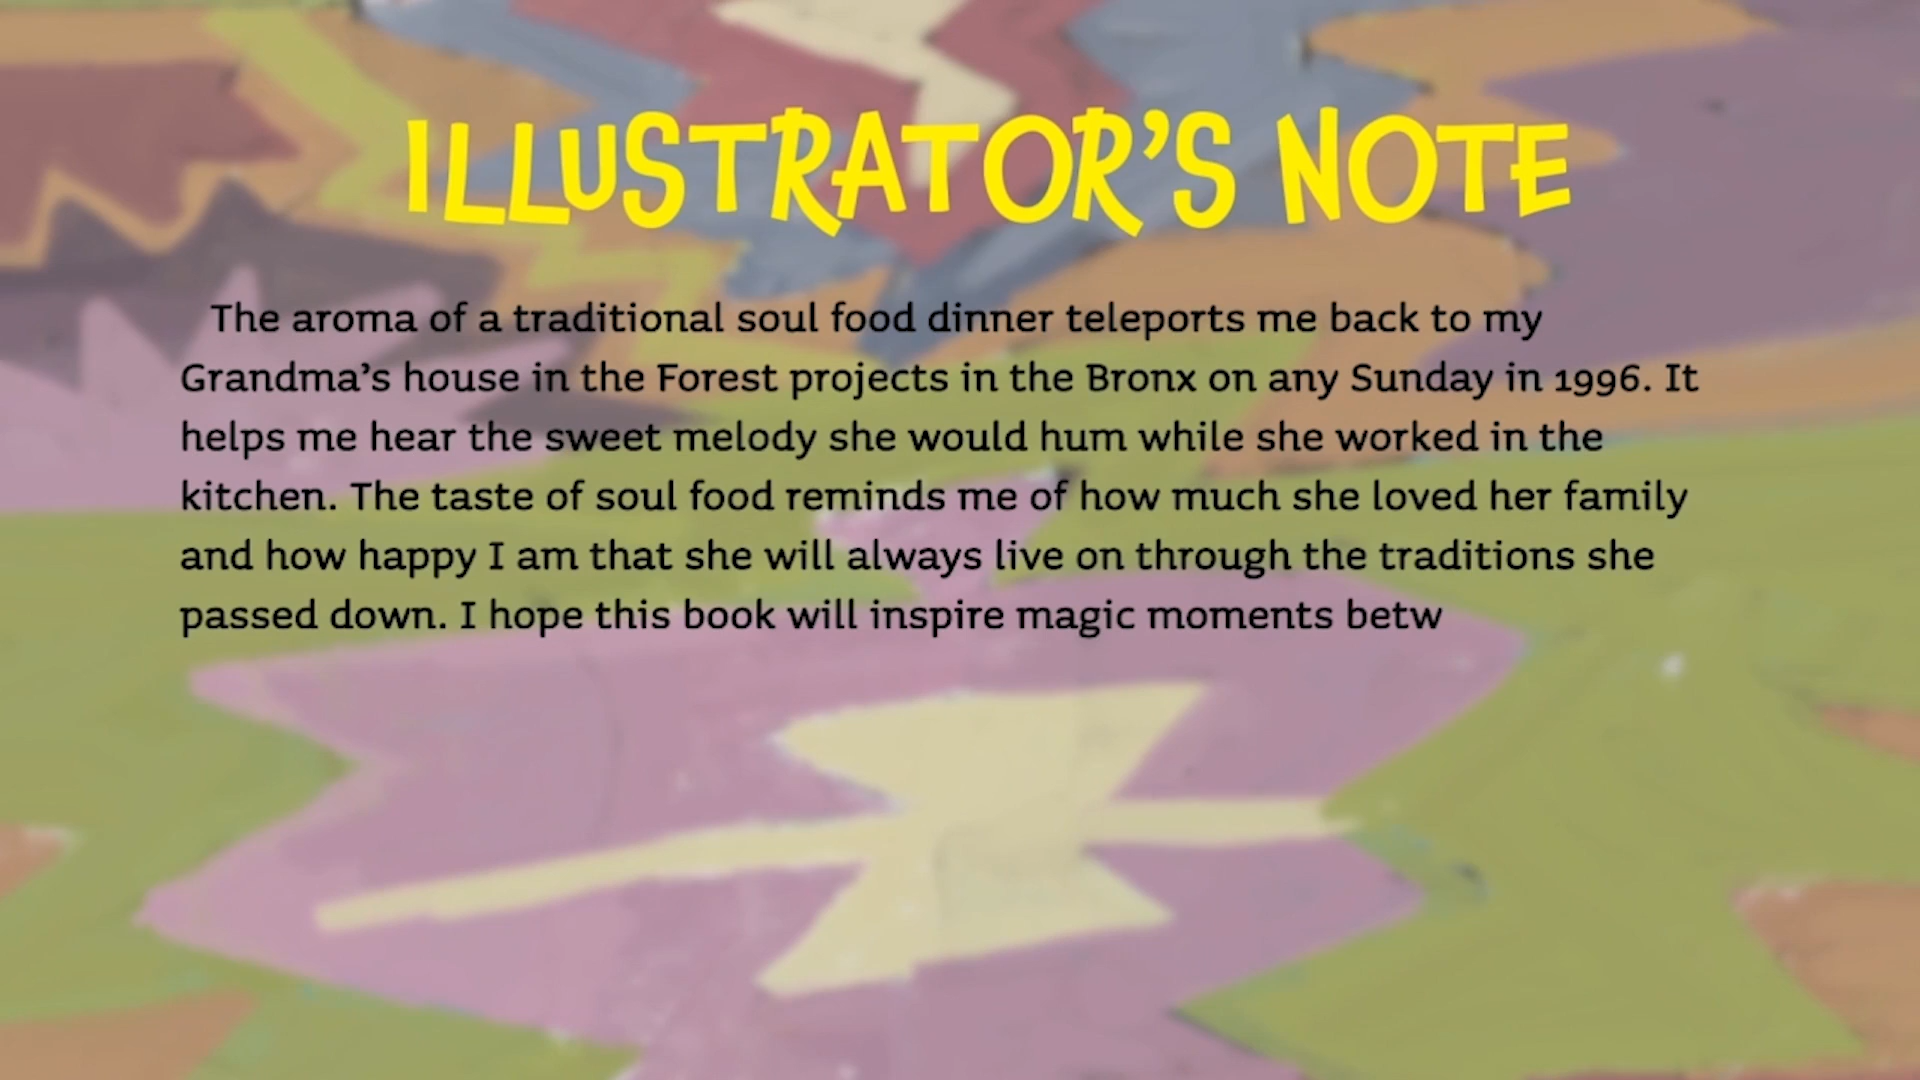 ILLUSTRATOR’S NOTE
The aroma of a traditional soul food dinner teleports me back to my
Grandma’s house in the Forest projects in the Bronx on any Sunday in 1996. It
helps me hear the sweet melody she would hum while she worked in the
kitchen. The taste of soul food reminds me of how much she loved her family
and how happy I am that she will always live on through the traditions she
passed down. I hope this book will inspire magic moments betw